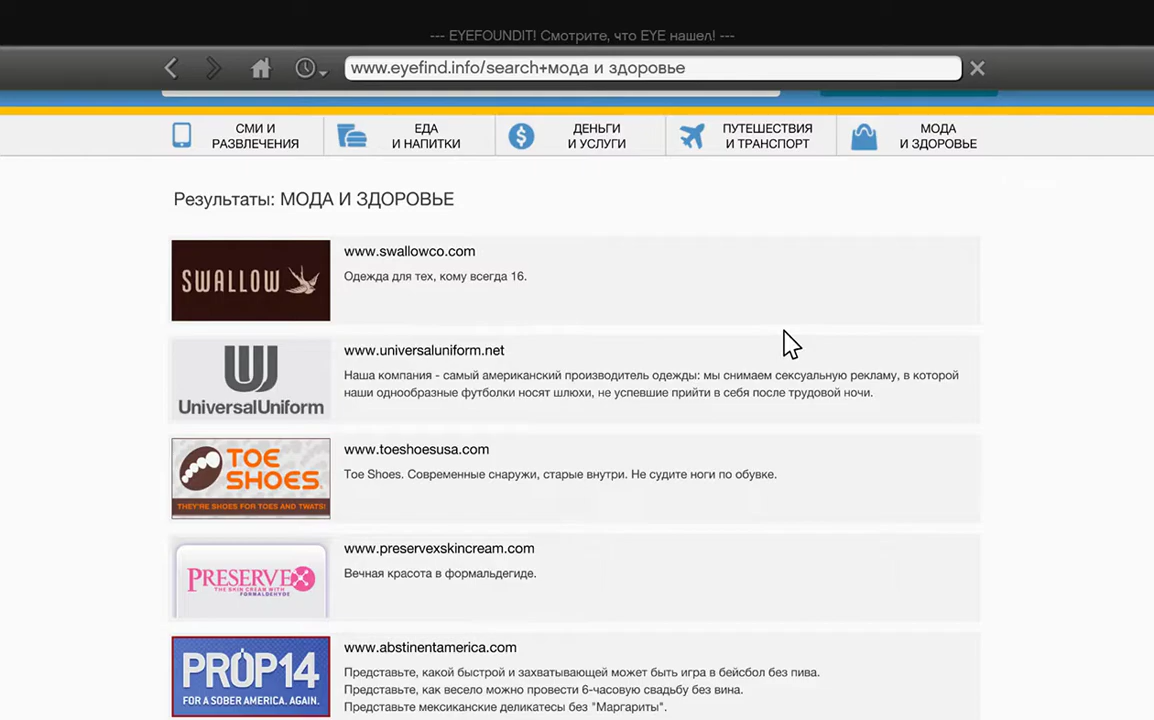 --- EYEFOUNDIT! Смотрите, что EYE нашел! ---
www.eyefind.info/search+мода и здоровье
СМИ И
РАЗВЛЕЧЕНИЯ
ЕДА
И НАПИТКИ
ДЕНЬГИ
И УСЛУГИ
ПУТЕШЕСТВИЯ
И ТРАНСПОРТ
МОДА
И ЗДОРОВЬЕ
Результаты: МОДА И ЗДОРОВЬЕ
SWALLOW
www.swallowco.com
Одежда для тех, кому всегда 16.
UniversalUniform
www.universaluniform.net
Наша компания - самый американский производитель одежды: мы снимаем сексуальную рекламу, в которой
наши однообразные футболки носят шлюхи, не успевшие прийти в себя после трудовой ночи.
TOE
SHOES
THEY'RE SHOES FOR TOES AND TWATS!
www.toeshoesusa.com
Toe Shoes. Современные снаружи, старые внутри. Не судите ноги по обувке.
PRESERVEX
THE SKIN CREAM WITH
FORMALDEHYDE
www.preservexskincream.com
Вечная красота в формальдегиде.
PROP14
FOR A SOBER AMERICA. AGAIN.
www.abstinentamerica.com
Представьте, какой быстрой и захватывающей может быть игра в бейсбол без пива.
Представьте, как весело можно провести 6-часовую свадьбу без вина.
Представьте мексиканские деликатесы без "Маргариты".